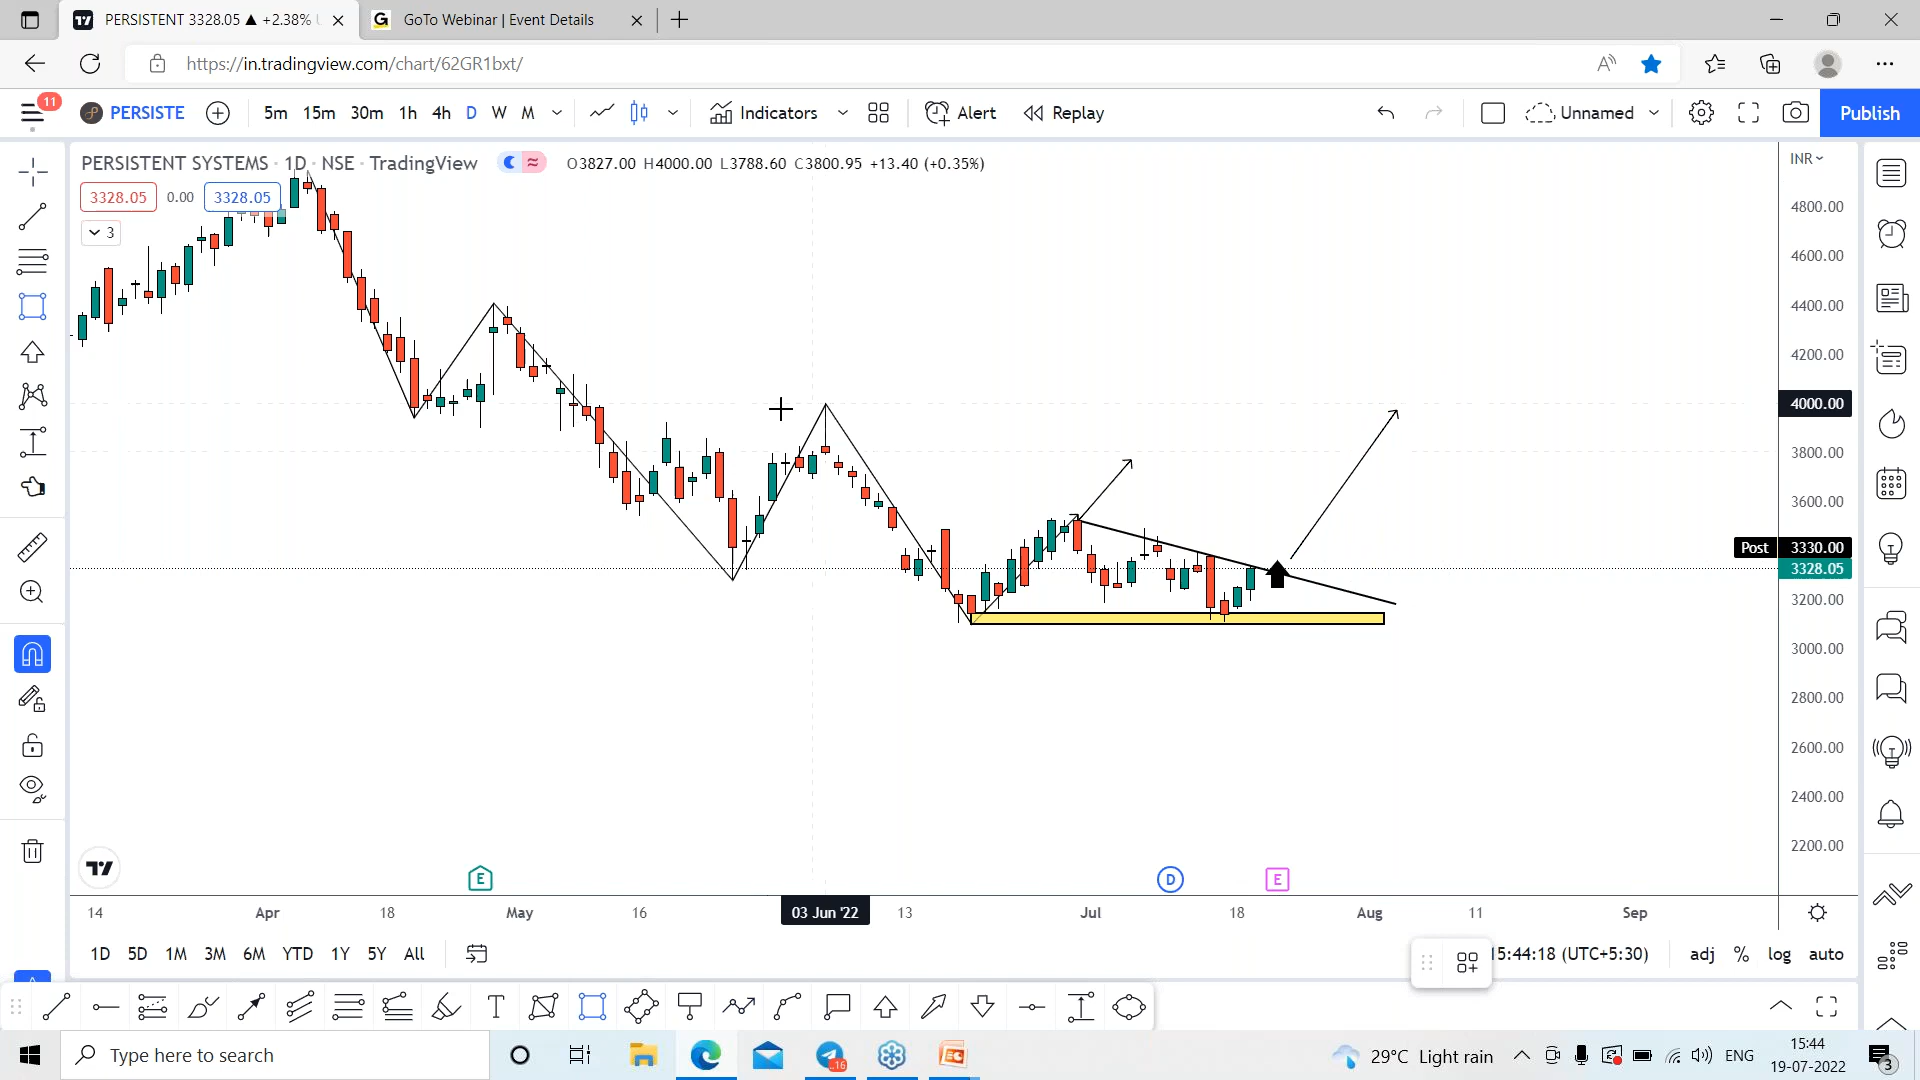 PERSISTENT 3328.05 ▲ +2.38% U
GoTo Webinar | Event Details
https://in.tradingview.com/chart/62GR1bxt/
11
PERSISTE
5m 15m 30m 1h 4h D W M
Indicators
Alert
Replay
Unnamed
Publish
PERSISTENT SYSTEMS · 1D · NSE · TradingView
O3827.00 H4000.00 L3788.60 C3800.95 +13.40 (+0.35%)
INR
3328.05 0.00 3328.05
3
4800.00
4600.00
4400.00
4200.00
4000.00
3800.00
3600.00
Post 3330.00
3328.05
3200.00
3000.00
2800.00
2600.00
2400.00
2200.00
E
D
E
14 Apr 18 May 16 03 Jun '22 13 Jul 18 Aug 11 Sep
1D 5D 1M 3M 6M YTD 1Y 5Y All
15:44:18 (UTC+5:30) adj % log auto
T
Type here to search
16
29°C Light rain
ENG
15:44
19-07-2022
3